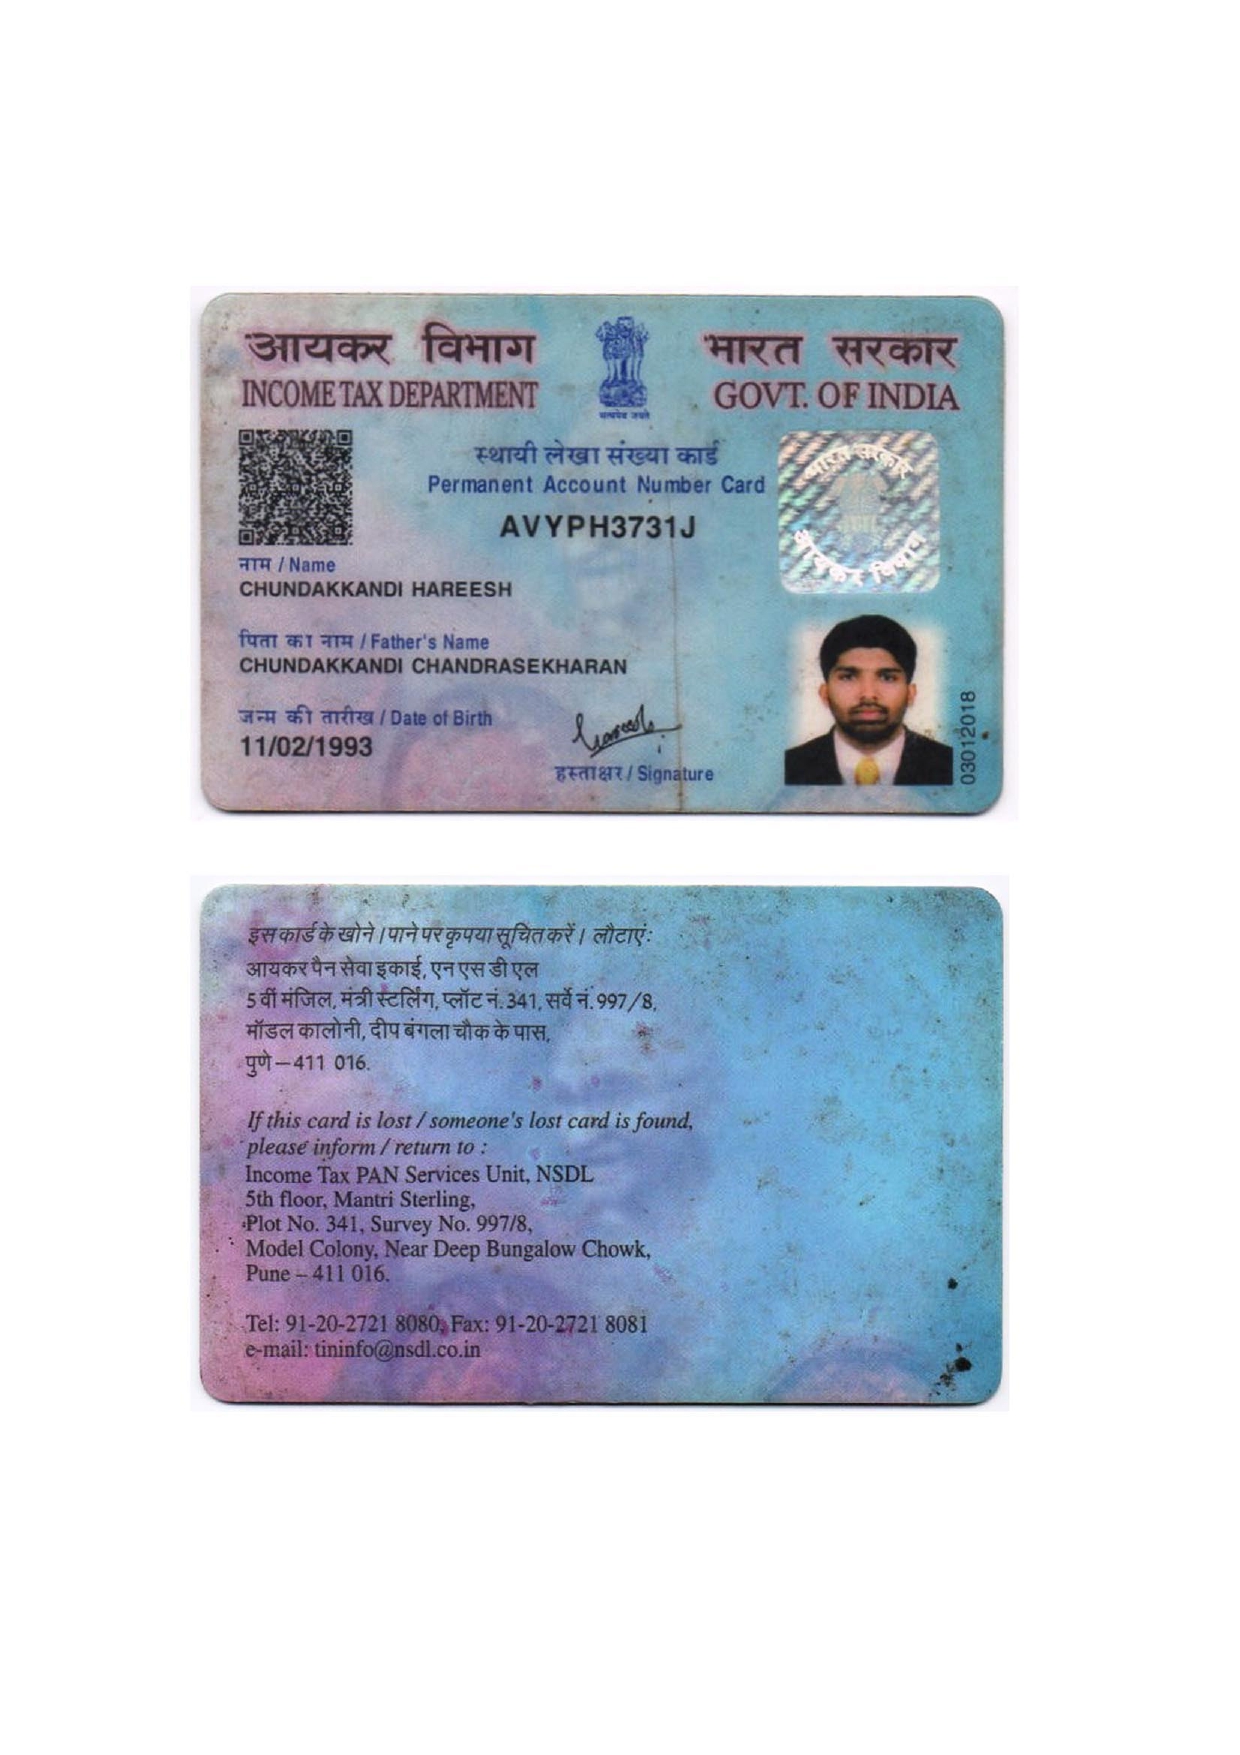 आयकर विभाग
INCOME TAX DEPARTMENT
सत्यमेव जयते
भारत सरकार
GOVT. OF INDIA
स्थायी लेखा संख्या कार्ड
Permanent Account Number Card
AVYPH3731J
भारत सरकार
आयकर विभाग
नाम / Name
CHUNDAKKANDI HAREESH
पिता का नाम / Father's Name
CHUNDAKKANDI CHANDRASEKHARAN
जन्म की तारीख / Date of Birth
11/02/1993
Hareesh
हस्ताक्षर / Signature
03012018
इस कार्ड के खोने / पाने पर कृपया सूचित करें / लौटाएं:
आयकर पैन सेवा इकाई, एन एस डी एल
5 वीं मंजिल, मंत्री स्टर्लिंग, प्लॉट नं. 341, सर्वे नं. 997/8,
मॉडल कालोनी, दीप बंगला चौक के पास,
पुणे – 411 016.
If this card is lost / someone's lost card is found,
please inform / return to :
Income Tax PAN Services Unit, NSDL
5th floor, Mantri Sterling,
Plot No. 341, Survey No. 997/8,
Model Colony, Near Deep Bungalow Chowk,
Pune – 411 016.
Tel: 91-20-2721 8080, Fax: 91-20-2721 8081
e-mail: tininfo@nsdl.co.in